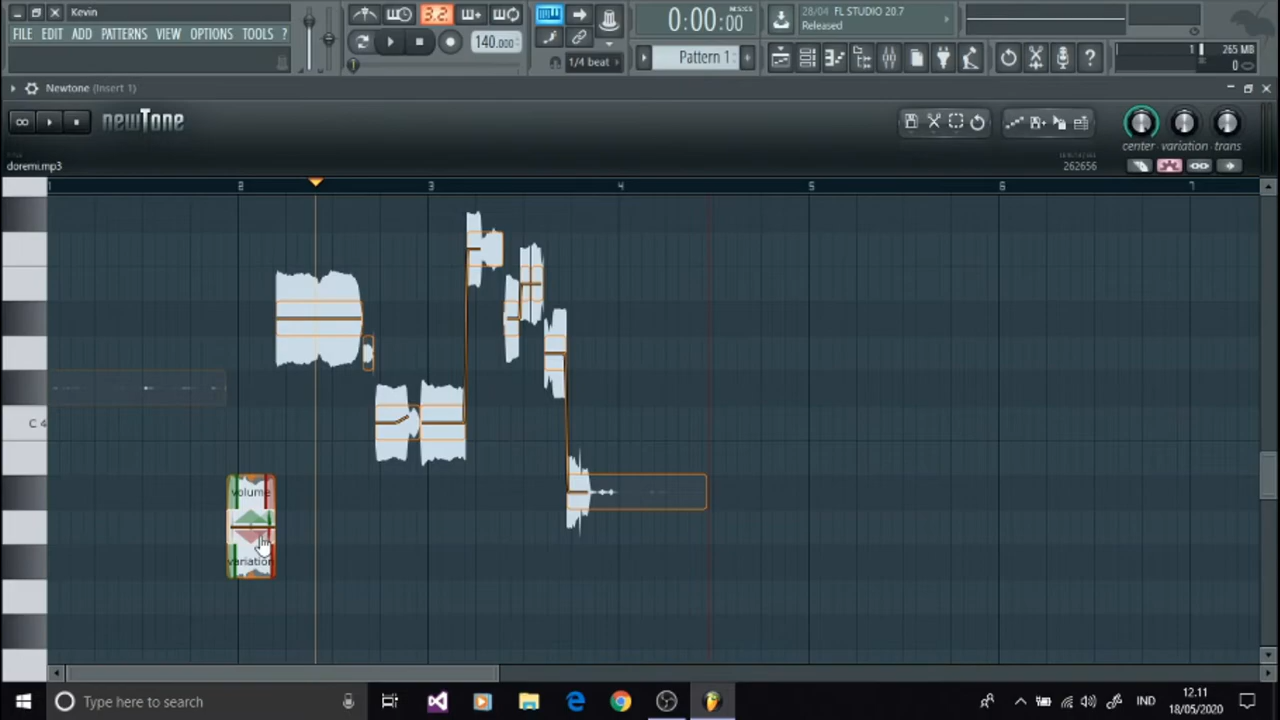 Kevin
FILE EDIT ADD PATTERNS VIEW OPTIONS TOOLS ?
3.2
140.000
1/4 beat
0:00:00
M:S:CS
Pattern 1
28/04 FL STUDIO 20.7
Released
1
265 MB
0
Newtone (Insert 1)
newTone
center variation trans
doremi.mp3
262656
1 2 3 4 5 6 7
C 4
volume
variation
Type here to search
IND
12.11
18/05/2020